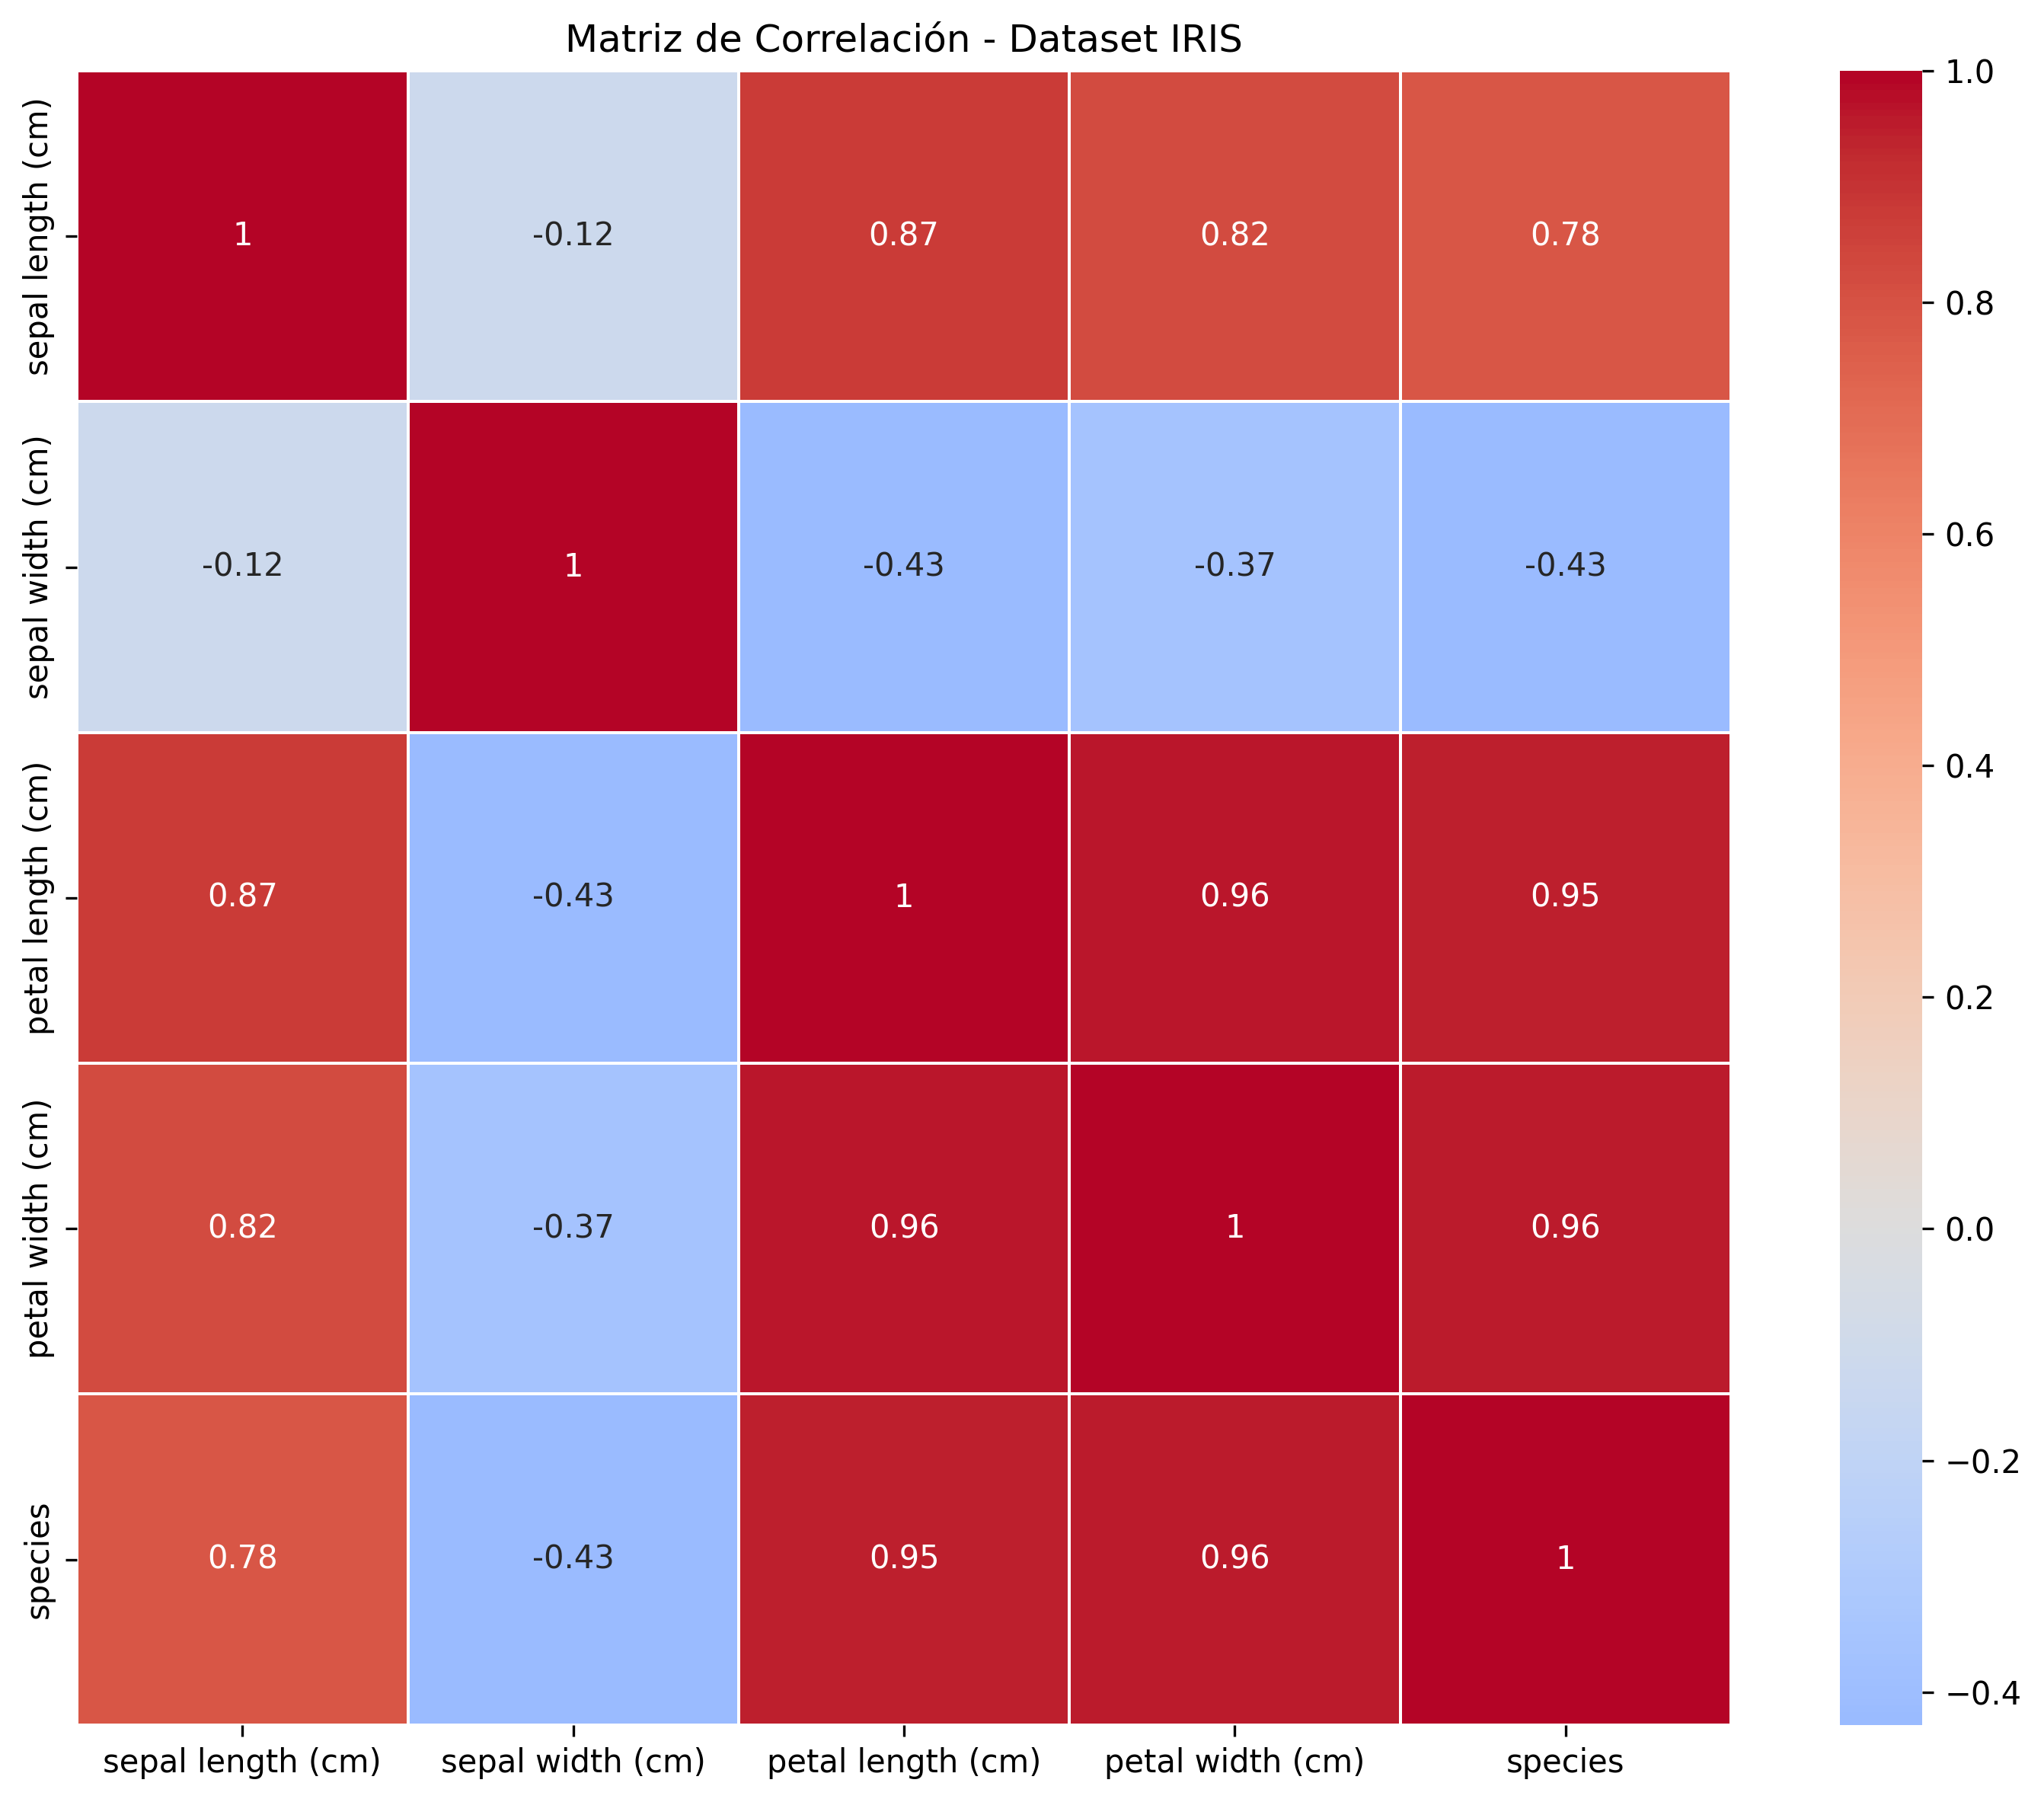 Matriz de Correlación - Dataset IRIS
sepal length (cm)
1 -0.12 0.87 0.82 0.78
sepal width (cm)
-0.12 1 -0.43 -0.37 -0.43
petal length (cm)
0.87 -0.43 1 0.96 0.95
petal width (cm)
0.82 -0.37 0.96 1 0.96
species
0.78 -0.43 0.95 0.96 1
sepal length (cm) sepal width (cm) petal length (cm) petal width (cm) species
1.0
0.8
0.6
0.4
0.2
0.0
−0.2
−0.4